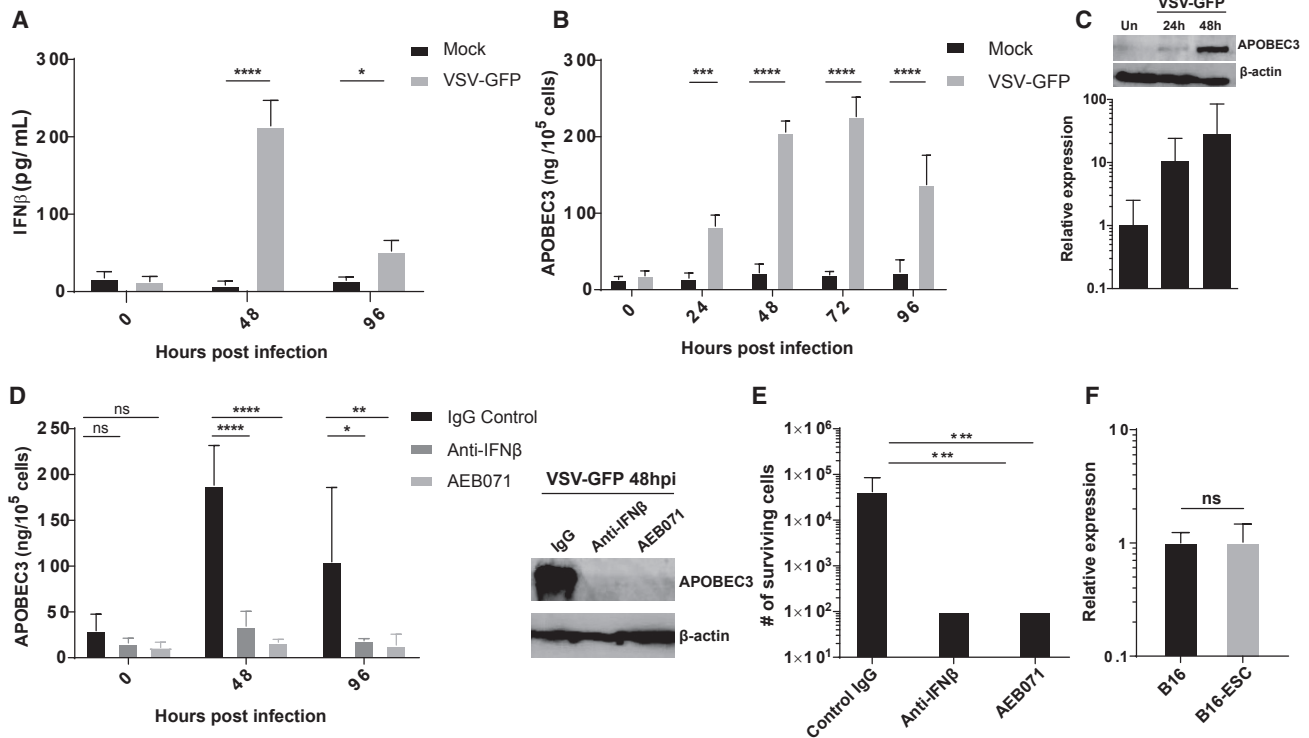 A
IFNβ (pg/mL)
300
200
100
0
Mock
VSV-GFP
****
*
0
48
96
Hours post infection
B
APOBEC3 (ng /10⁵ cells)
300
200
100
0
Mock
VSV-GFP
***
****
****
****
0
24
48
72
96
Hours post infection
C
VSV-GFP
Un 24h 48h
APOBEC3
β-actin
Relative expression
100
10
1
0.1
D
APOBEC3 (ng/10⁵ cells)
250
200
150
100
50
0
ns
ns
****
****
**
*
IgG Control
Anti-IFNβ
AEB071
0
48
96
Hours post infection
VSV-GFP 48hpi
IgG
Anti-IFNβ
AEB071
APOBEC3
β-actin
E
# of surviving cells
1×10⁶
1×10⁵
1×10⁴
1×10³
1×10²
1×10¹
***
***
Control IgG
Anti-IFNβ
AEB071
F
Relative expression
10
1
0.1
ns
B16
B16-ESC